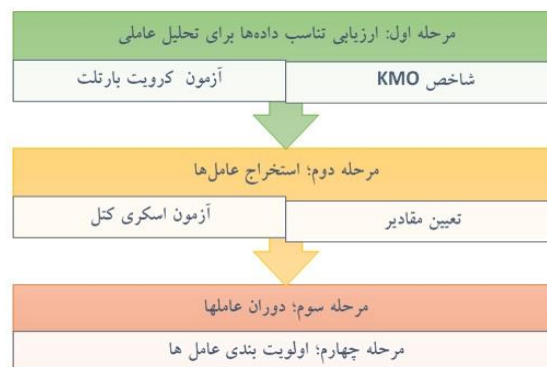 مرحله اول: ارزیابی تناسب داده‌ها برای تحلیل عاملی
شاخص KMO
آزمون کرویت بارتلت
مرحله دوم؛ استخراج عامل‌ها
تعیین مقادیر
آزمون اسکری کتل
مرحله سوم؛ دوران عاملها
مرحله چهارم؛ اولویت بندی عامل ها